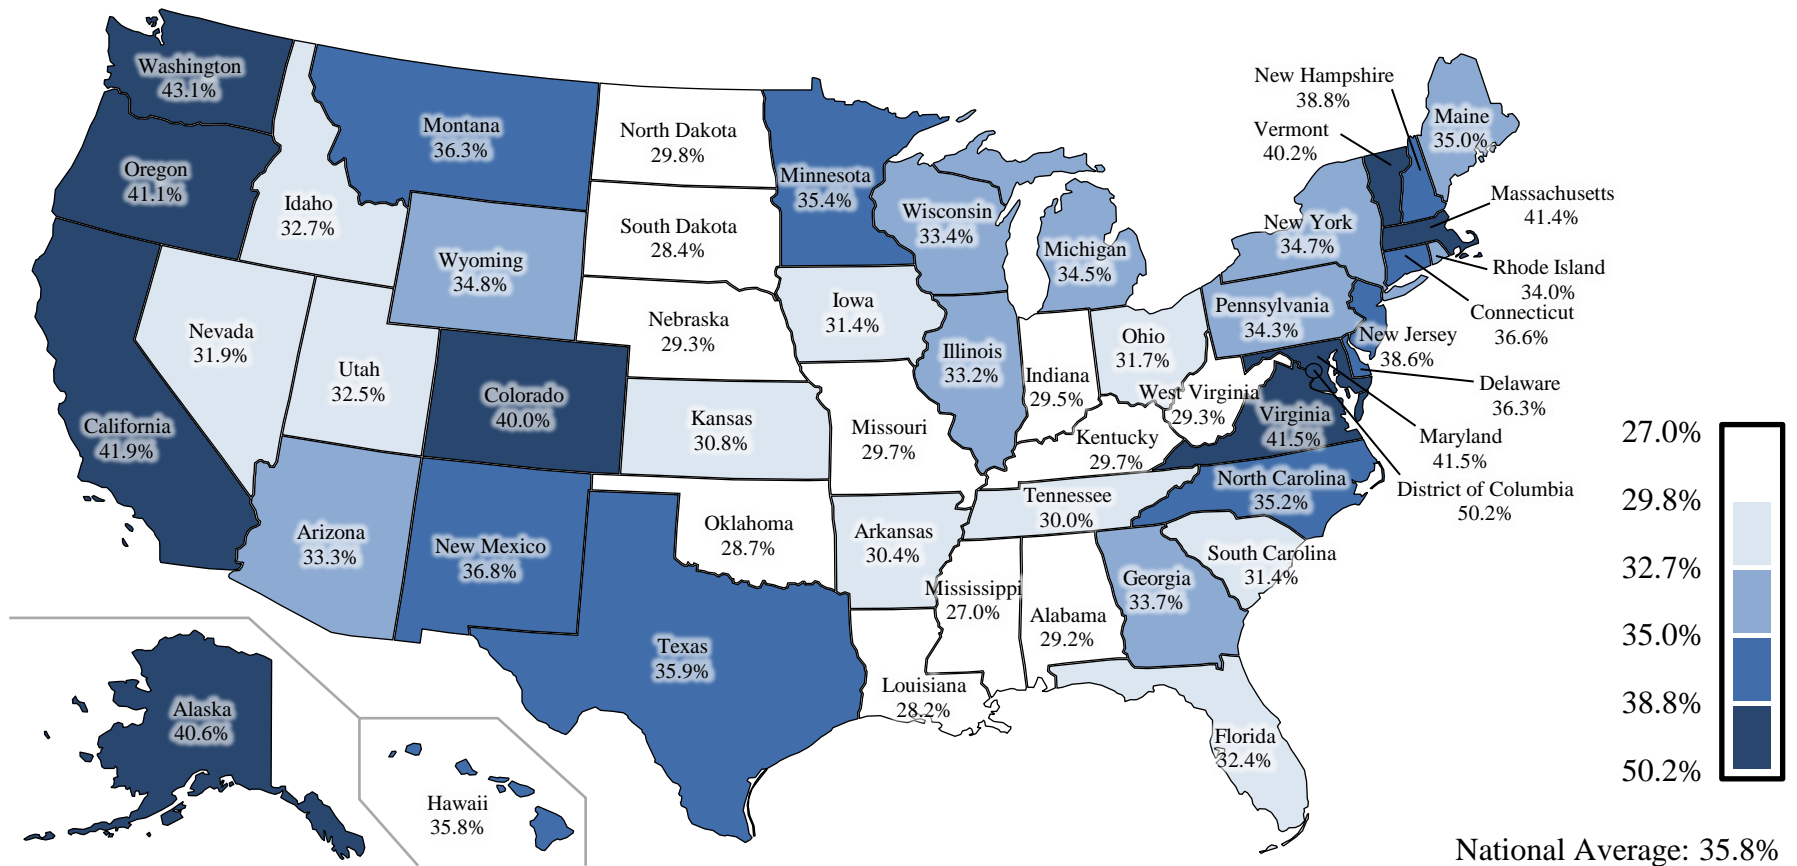 Washington
43.1%
Oregon
41.1%
California
41.9%
Idaho
32.7%
Nevada
31.9%
Utah
32.5%
Arizona
33.3%
Montana
36.3%
Wyoming
34.8%
Colorado
40.0%
New Mexico
36.8%
North Dakota
29.8%
South Dakota
28.4%
Nebraska
29.3%
Kansas
30.8%
Oklahoma
28.7%
Texas
35.9%
Minnesota
35.4%
Iowa
31.4%
Missouri
29.7%
Arkansas
30.4%
Louisiana
28.2%
Wisconsin
33.4%
Illinois
33.2%
Michigan
34.5%
Indiana
29.5%
Ohio
31.7%
Kentucky
29.7%
Tennessee
30.0%
Mississippi
27.0%
Alabama
29.2%
Georgia
33.7%
Florida
32.4%
South Carolina
31.4%
North Carolina
35.2%
Virginia
41.5%
West Virginia
29.3%
Pennsylvania
34.3%
New York
34.7%
New Hampshire
38.8%
Vermont
40.2%
Maine
35.0%
Massachusetts
41.4%
Rhode Island
34.0%
Connecticut
36.6%
New Jersey
38.6%
Delaware
36.3%
Maryland
41.5%
District of Columbia
50.2%
Alaska
40.6%
Hawaii
35.8%
27.0%
29.8%
32.7%
35.0%
38.8%
50.2%
National Average: 35.8%